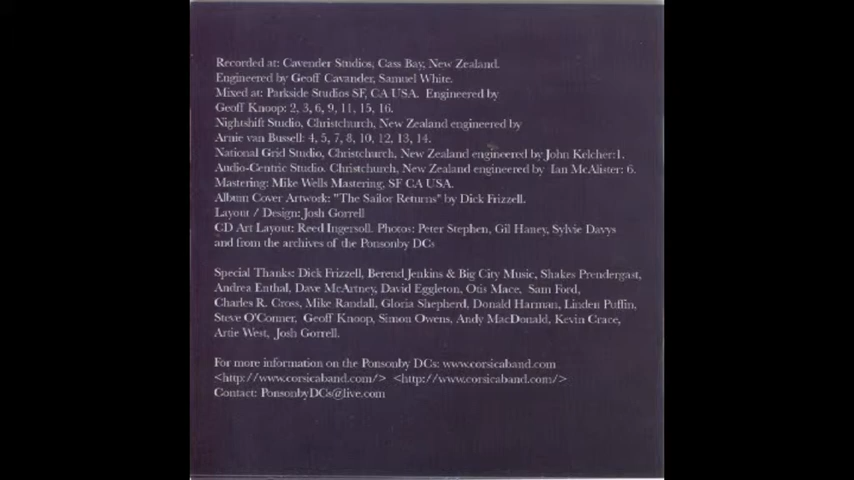 Recorded at: Cavender Studios, Cass Bay, New Zealand.
Engineered by Geoff Cavander, Samuel White.
Mixed at: Parkside Studios SF, CA USA. Engineered by
Geoff Knoop: 2, 3, 6, 9, 11, 15, 16.
Nightshift Studio, Christchurch, New Zealand engineered by
Arnie van Bussell: 4, 5, 7, 8, 10, 12, 13, 14.
National Grid Studio, Christchurch, New Zealand engineered by John Kelcher:1.
Audio-Centric Studio. Christchurch, New Zealand engineered by Ian McAlister: 6.
Mastering: Mike Wells Mastering, SF CA USA.
Album Cover Artwork: "The Sailor Returns" by Dick Frizzell.
Layout / Design: Josh Gorrell
CD Art Layout: Reed Ingersoll. Photos: Peter Stephen, Gil Haney, Sylvie Davys
and from the archives of the Ponsonby DCs
Special Thanks: Dick Frizzell, Berend Jenkins & Big City Music, Shakes Prendergast,
Andrea Enthal, Dave McArtney, David Eggleton, Otis Mace, Sam Ford,
Charles R. Cross, Mike Randall, Gloria Shepherd, Donald Harman, Linden Puffin,
Steve O'Conner, Geoff Knoop, Simon Owens, Andy MacDonald, Kevin Grace,
Artie West, Josh Gorrell.
For more information on the Ponsonby DCs: www.corsicaband.com
<http://www.corsicaband.com/> <http://www.corsicaband.com/>
Contact: PonsonbyDCs@live.com